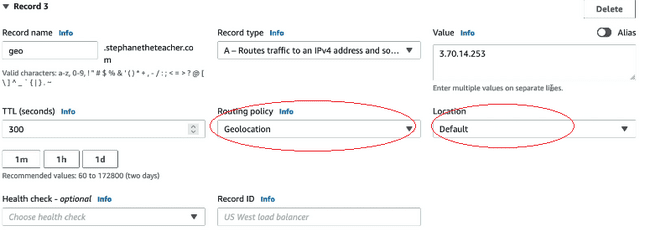 ▼ Record 3
Delete
Record name Info
geo
.stephanetheteacher.co
m
Valid characters: a-z, 0-9, ! " # $ % & ' ( ) * + , - / : ; < = > ? @ [
\ ] ^ _ ` { | } . ~
Record type Info
A – Routes traffic to an IPv4 address and so...
Value Info
Alias
3.70.14.253
Enter multiple values on separate lines.
TTL (seconds) Info
300
1m
1h
1d
Recommended values: 60 to 172800 (two days)
Routing policy Info
Geolocation
Location
Default
Health check - optional Info
Choose health check
Record ID Info
US West load balancer